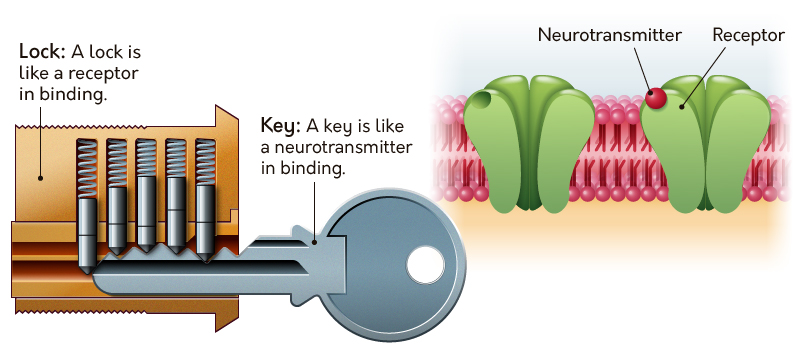 Lock: A lock is
like a receptor
in binding.
Key: A key is like
a neurotransmitter
in binding.
Neurotransmitter
Receptor